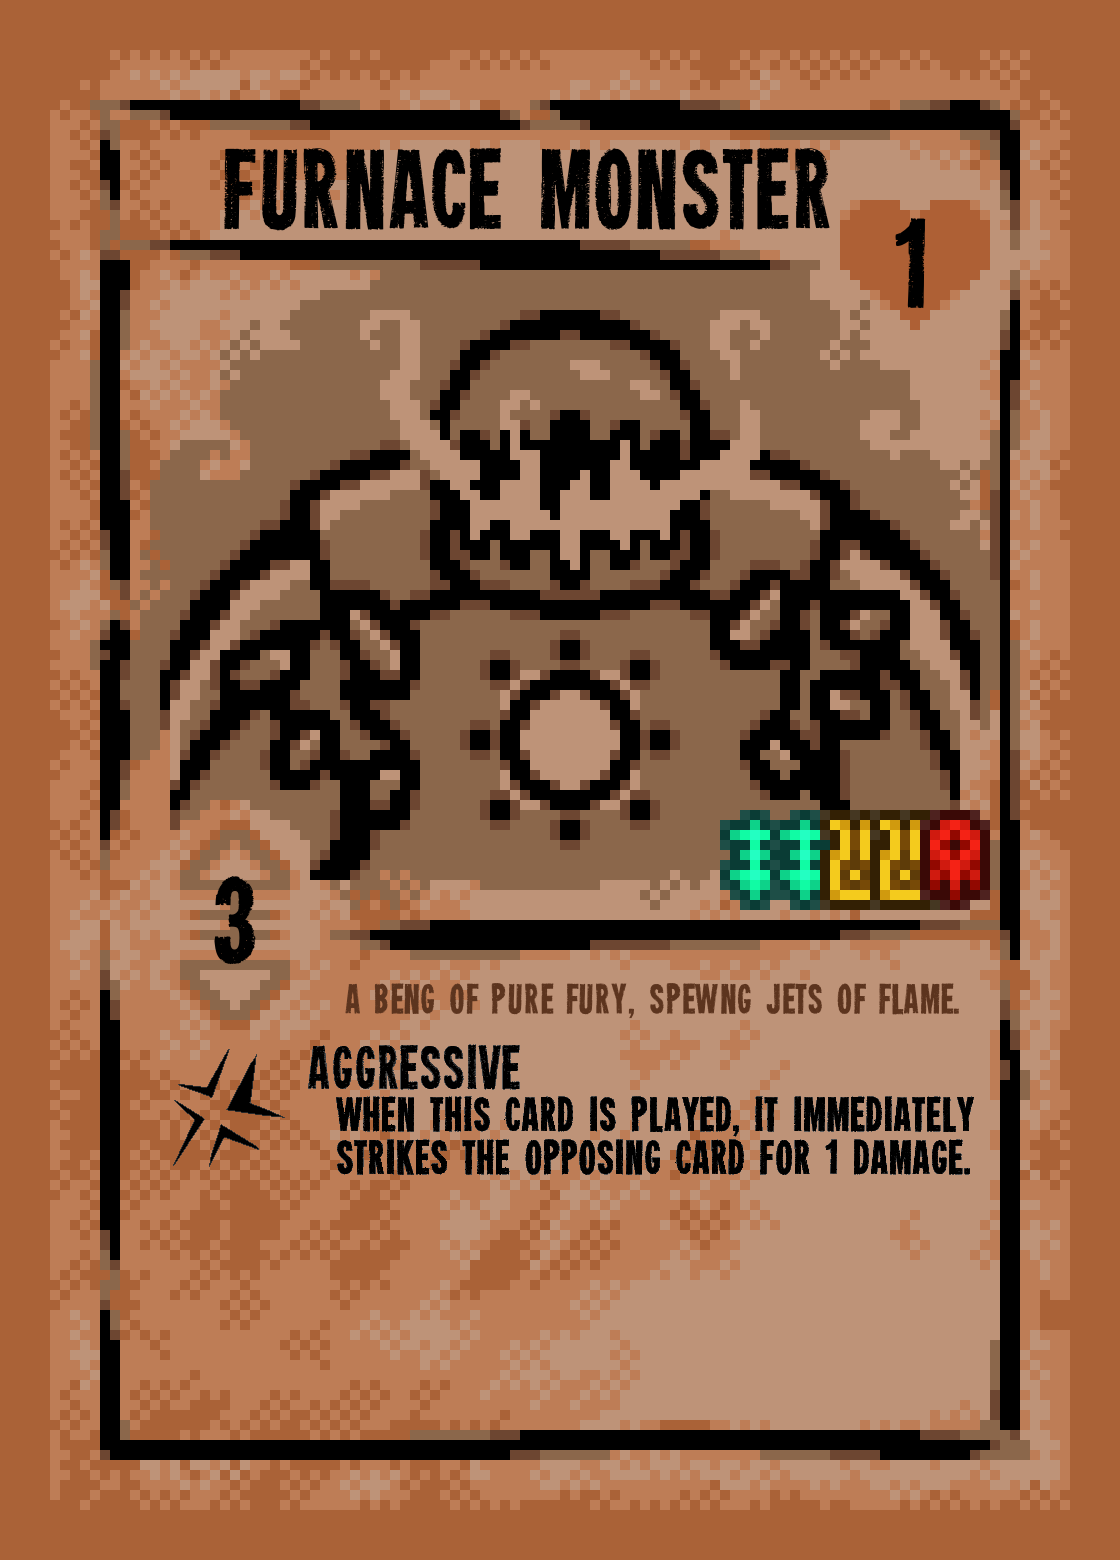 FURNACE MONSTER
1
3
A BENG OF PURE FURY, SPEWNG JETS OF FLAME.
AGGRESSIVE
WHEN THIS CARD IS PLAYED, IT IMMEDIATELY
STRIKES THE OPPOSING CARD FOR 1 DAMAGE.